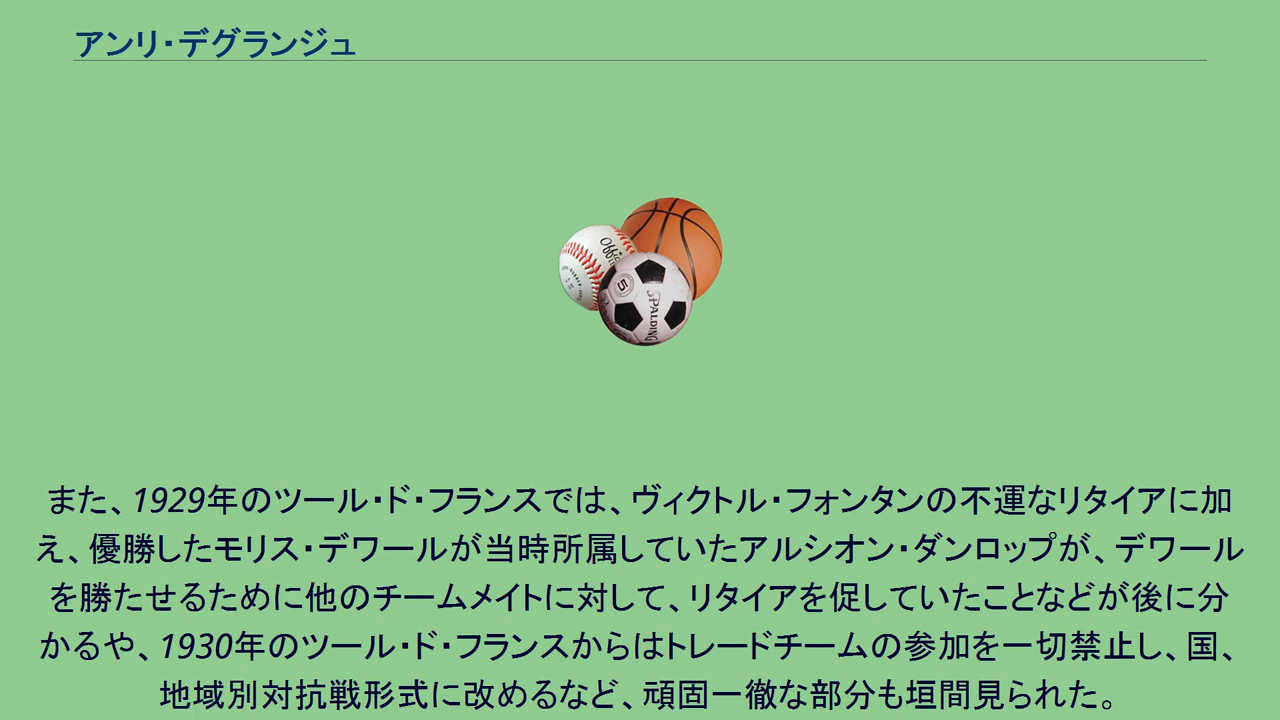 アンリ・デグランジュ
Offic
5
SPALDING
また、1929年のツール・ド・フランスでは、ヴィクトル・フォンタンの不運なリタイアに加
え、優勝したモリス・デワールが当時所属していたアルシオン・ダンロップが、デワール
を勝たせるために他のチームメイトに対して、リタイアを促していたことなどが後に分
かるや、1930年のツール・ド・フランスからはトレードチームの参加を一切禁止し、国、
地域別対抗戦形式に改めるなど、頑固一徹な部分も垣間見られた。